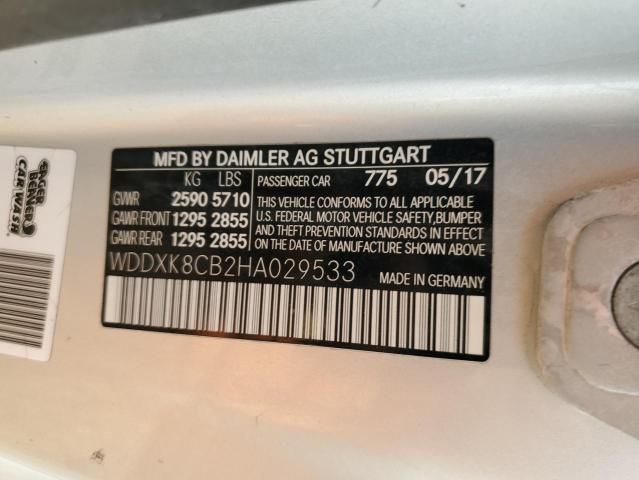 MFD BY DAIMLER AG STUTTGART
KG LBS
GVWR 2590 5710
GAWR FRONT 1295 2855
GAWR REAR 1295 2855
PASSENGER CAR 775 05/17
THIS VEHICLE CONFORMS TO ALL APPLICABLE
U.S. FEDERAL MOTOR VEHICLE SAFETY,BUMPER
AND THEFT PREVENTION STANDARDS IN EFFECT
ON THE DATE OF MANUFACTURE SHOWN ABOVE.
WDDXK8CB2HA029533
MADE IN GERMANY
CAR WASH